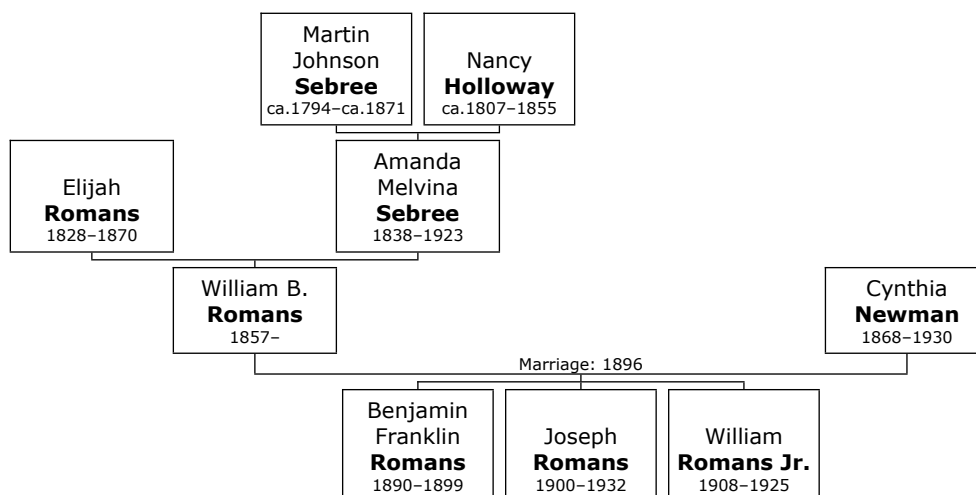 Martin
Johnson
Sebree
ca.1794–ca.1871
Nancy
Holloway
ca.1807–1855
Elijah
Romans
1828–1870
Amanda
Melvina
Sebree
1838–1923
William B.
Romans
1857–
Cynthia
Newman
1868–1930
Marriage: 1896
Benjamin
Franklin
Romans
1890–1899
Joseph
Romans
1900–1932
William
Romans Jr.
1908–1925